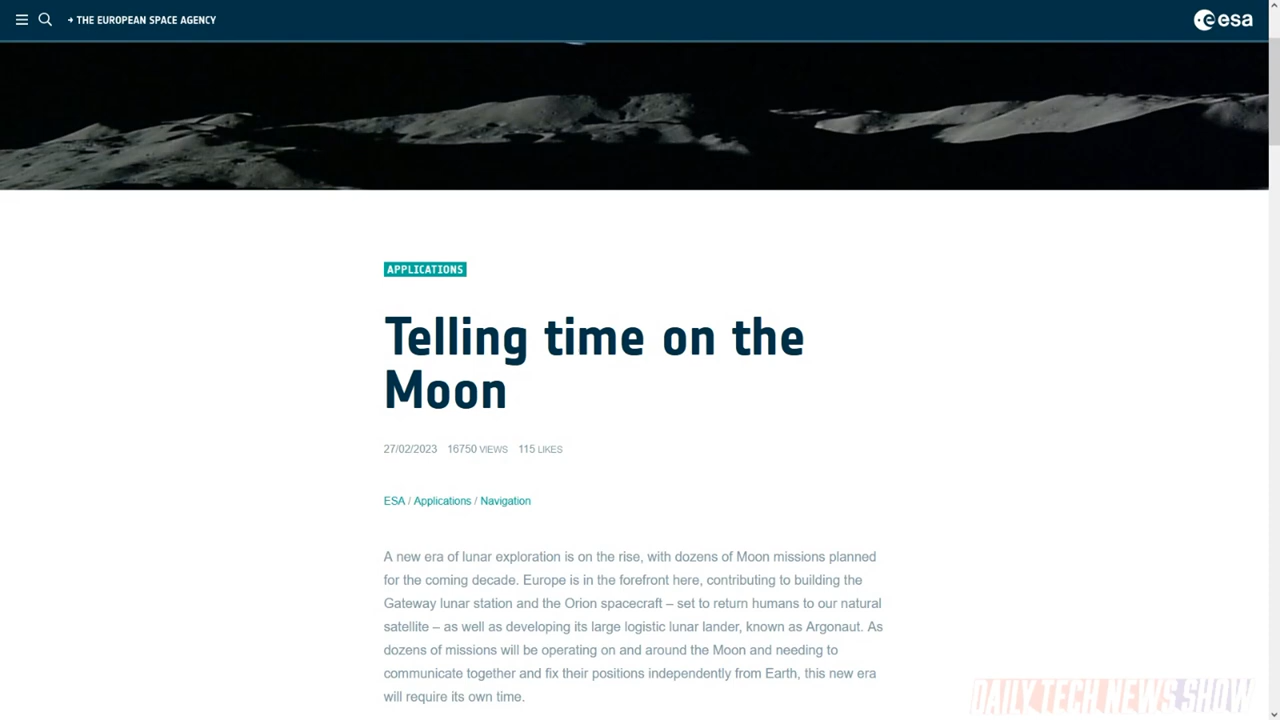 → THE EUROPEAN SPACE AGENCY
esa
APPLICATIONS
Telling time on the
Moon
27/02/2023 16750 VIEWS 115 LIKES
ESA / Applications / Navigation
A new era of lunar exploration is on the rise, with dozens of Moon missions planned
for the coming decade. Europe is in the forefront here, contributing to building the
Gateway lunar station and the Orion spacecraft – set to return humans to our natural
satellite – as well as developing its large logistic lunar lander, known as Argonaut. As
dozens of missions will be operating on and around the Moon and needing to
communicate together and fix their positions independently from Earth, this new era
will require its own time.
DAILY TECH NEWS SHOW